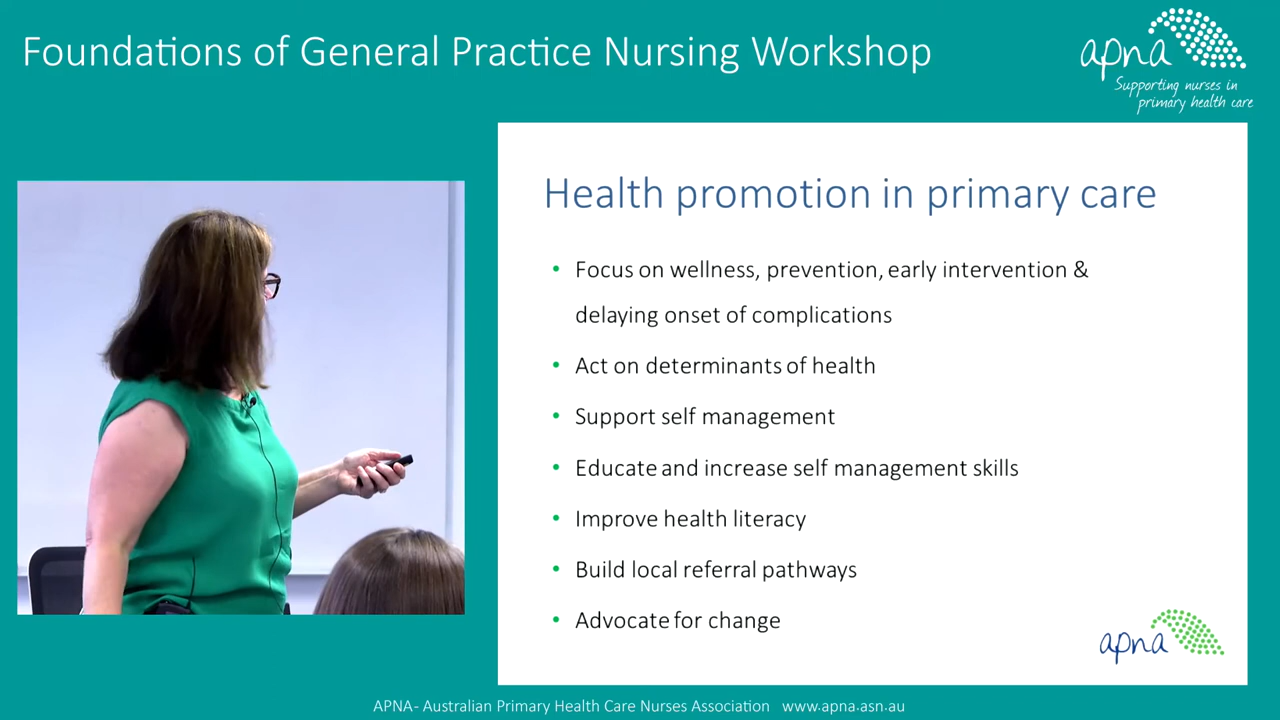 Foundations of General Practice Nursing Workshop
apna
Supporting nurses in
primary health care
Health promotion in primary care
• Focus on wellness, prevention, early intervention &
delaying onset of complications
• Act on determinants of health
• Support self management
• Educate and increase self management skills
• Improve health literacy
• Build local referral pathways
• Advocate for change
apna
APNA- Australian Primary Health Care Nurses Association www.apna.asn.au